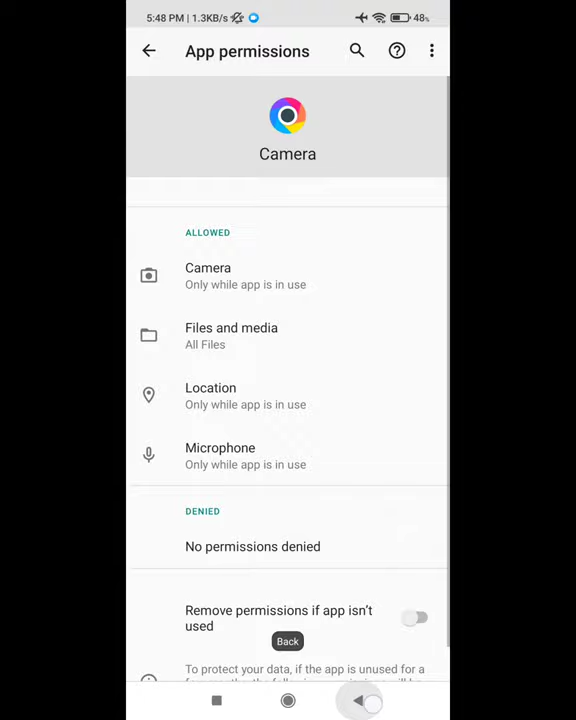 5:48 PM | 1.3KB/s 48%
App permissions
Camera
ALLOWED
Camera
Only while app is in use
Files and media
All Files
Location
Only while app is in use
Microphone
Only while app is in use
DENIED
No permissions denied
Remove permissions if app isn't
used
Back
To protect your data, if the app is unused for a